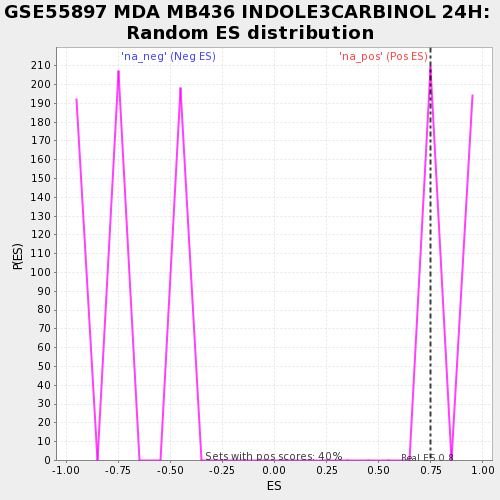 GSE55897 MDA MB436 INDOLE3CARBINOL 24H:
Random ES distribution
'na_neg' (Neg ES)
'na_pos' (Pos ES)
P(ES)
210
200
190
180
170
160
150
140
130
120
110
100
90
80
70
60
50
40
30
20
10
0
Sets with pos scores: 40%
Real ES 0.8
-1.00 -0.75 -0.50 -0.25 0.00 0.25 0.50 0.75 1.00
ES